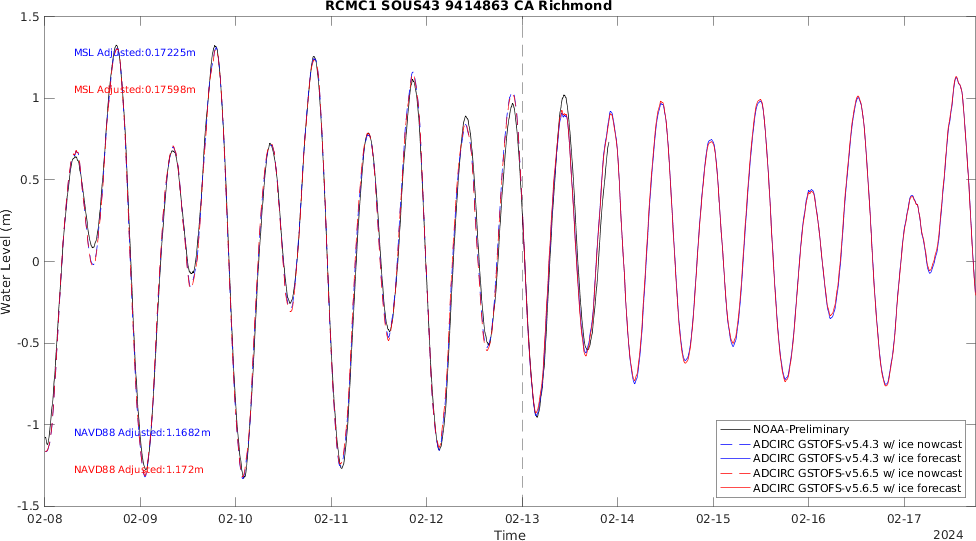 RCMC1 SOUS43 9414863 CA Richmond
1.5
MSL Adjusted:0.17225m
MSL Adjusted:0.17598m
1
0.5
0
-0.5
-1
-1.5
Water Level (m)
NAVD88 Adjusted:1.1682m
NAVD88 Adjusted:1.172m
NOAA-Preliminary
ADCIRC GSTOFS-v5.4.3 w/ ice nowcast
ADCIRC GSTOFS-v5.4.3 w/ ice forecast
ADCIRC GSTOFS-v5.6.5 w/ ice nowcast
ADCIRC GSTOFS-v5.6.5 w/ ice forecast
02-08 02-09 02-10 02-11 02-12 02-13 02-14 02-15 02-16 02-17
Time
2024